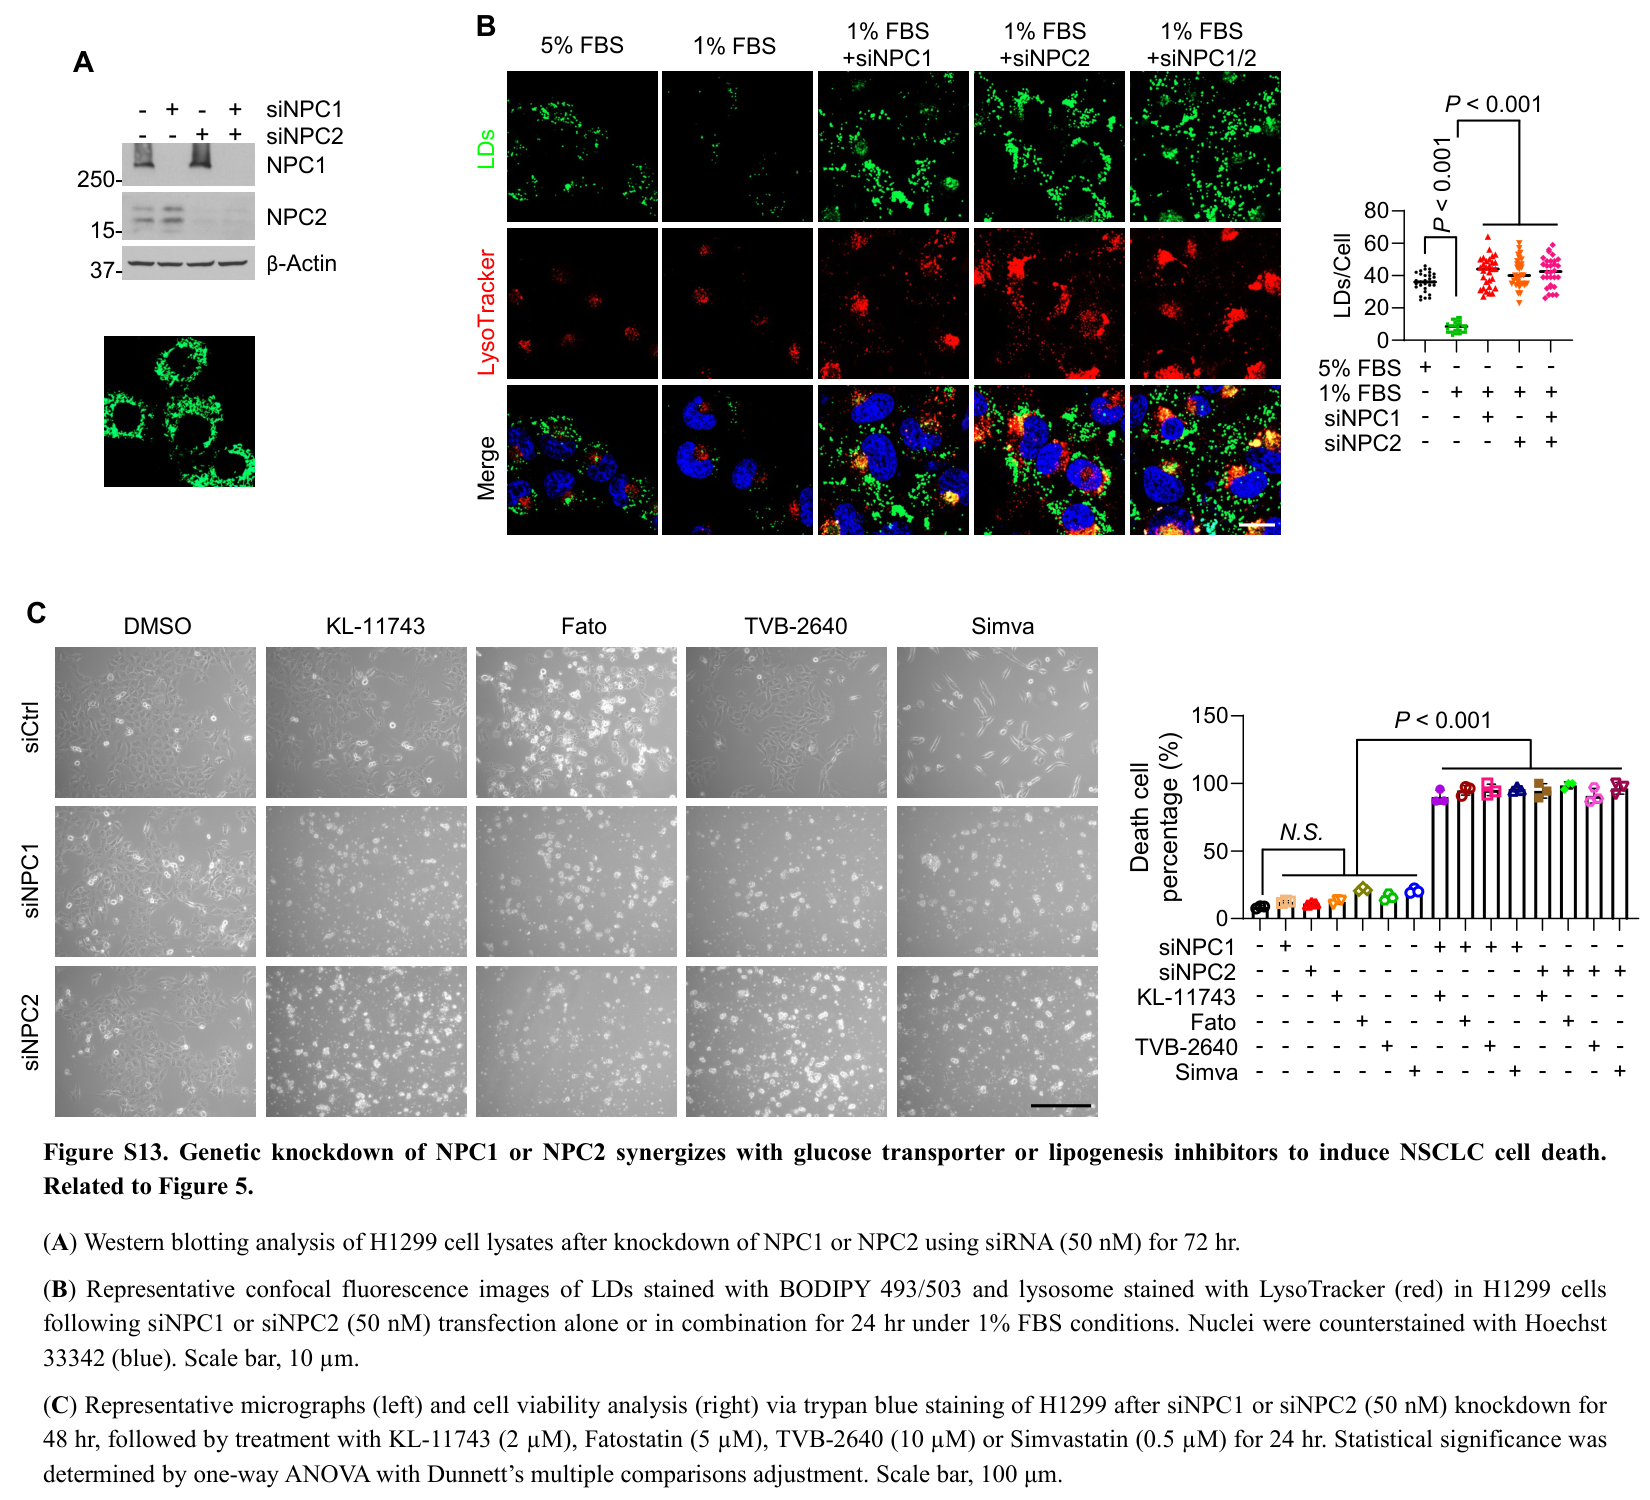 A
- + - + siNPC1
- - + + siNPC2
NPC1
250-
NPC2
15-
β-Actin
37-
B
5% FBS
1% FBS
1% FBS
+siNPC1
1% FBS
+siNPC2
1% FBS
+siNPC1/2
LDs
LysoTracker
Merge
P < 0.001
P < 0.001
LDs/Cell
80
60
40
20
0
5% FBS + - - - -
1% FBS - + + + +
siNPC1 - - + - +
siNPC2 - - - + +
C
DMSO
KL-11743
Fato
TVB-2640
Simva
siCtrl
siNPC1
siNPC2
Death cell
percentage (%)
150
100
50
0
N.S.
P < 0.001
siNPC1 - + - - - - - + + + + - - - -
siNPC2 - - + - - - - - - - - + + + +
KL-11743 - - - + - - - + - - - + - - -
Fato - - - - + - - - + - - - + - -
TVB-2640 - - - - - + - - - + - - - + -
Simva - - - - - - + - - - + - - - +
Figure S13. Genetic knockdown of NPC1 or NPC2 synergizes with glucose transporter or lipogenesis inhibitors to induce NSCLC cell death.
Related to Figure 5.
(A) Western blotting analysis of H1299 cell lysates after knockdown of NPC1 or NPC2 using siRNA (50 nM) for 72 hr.
(B) Representative confocal fluorescence images of LDs stained with BODIPY 493/503 and lysosome stained with LysoTracker (red) in H1299 cells
following siNPC1 or siNPC2 (50 nM) transfection alone or in combination for 24 hr under 1% FBS conditions. Nuclei were counterstained with Hoechst
33342 (blue). Scale bar, 10 μm.
(C) Representative micrographs (left) and cell viability analysis (right) via trypan blue staining of H1299 after siNPC1 or siNPC2 (50 nM) knockdown for
48 hr, followed by treatment with KL-11743 (2 μM), Fatostatin (5 μM), TVB-2640 (10 μM) or Simvastatin (0.5 μM) for 24 hr. Statistical significance was
determined by one-way ANOVA with Dunnett’s multiple comparisons adjustment. Scale bar, 100 μm.